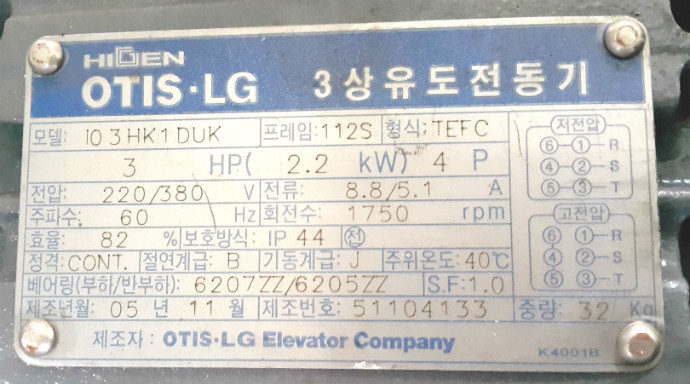 HIGEN
OTIS·LG 3상유도전동기
모델: IO3HK1DUK 프레임: 112S 형식: TEFC
3 HP( 2.2 kW) 4 P
전압: 220/380 V 전류: 8.8/5.1 A
주파수: 60 Hz 회전수: 1750 rpm
효율: 82 % 보호방식: IP 44 전
정격: CONT. 절연계급: B 기동계급: J 주위온도: 40℃
베어링(부하/반부하): 6207ZZ/6205ZZ S.F: 1.0
제조년월: 05 년 11 월 제조번호: 51104133 중량: 32 Kg
제조자: OTIS·LG Elevator Company
K4001B
저전압
6 1 R
4 2 S
5 3 T
고전압
6 1 R
4 2 S
5 3 T